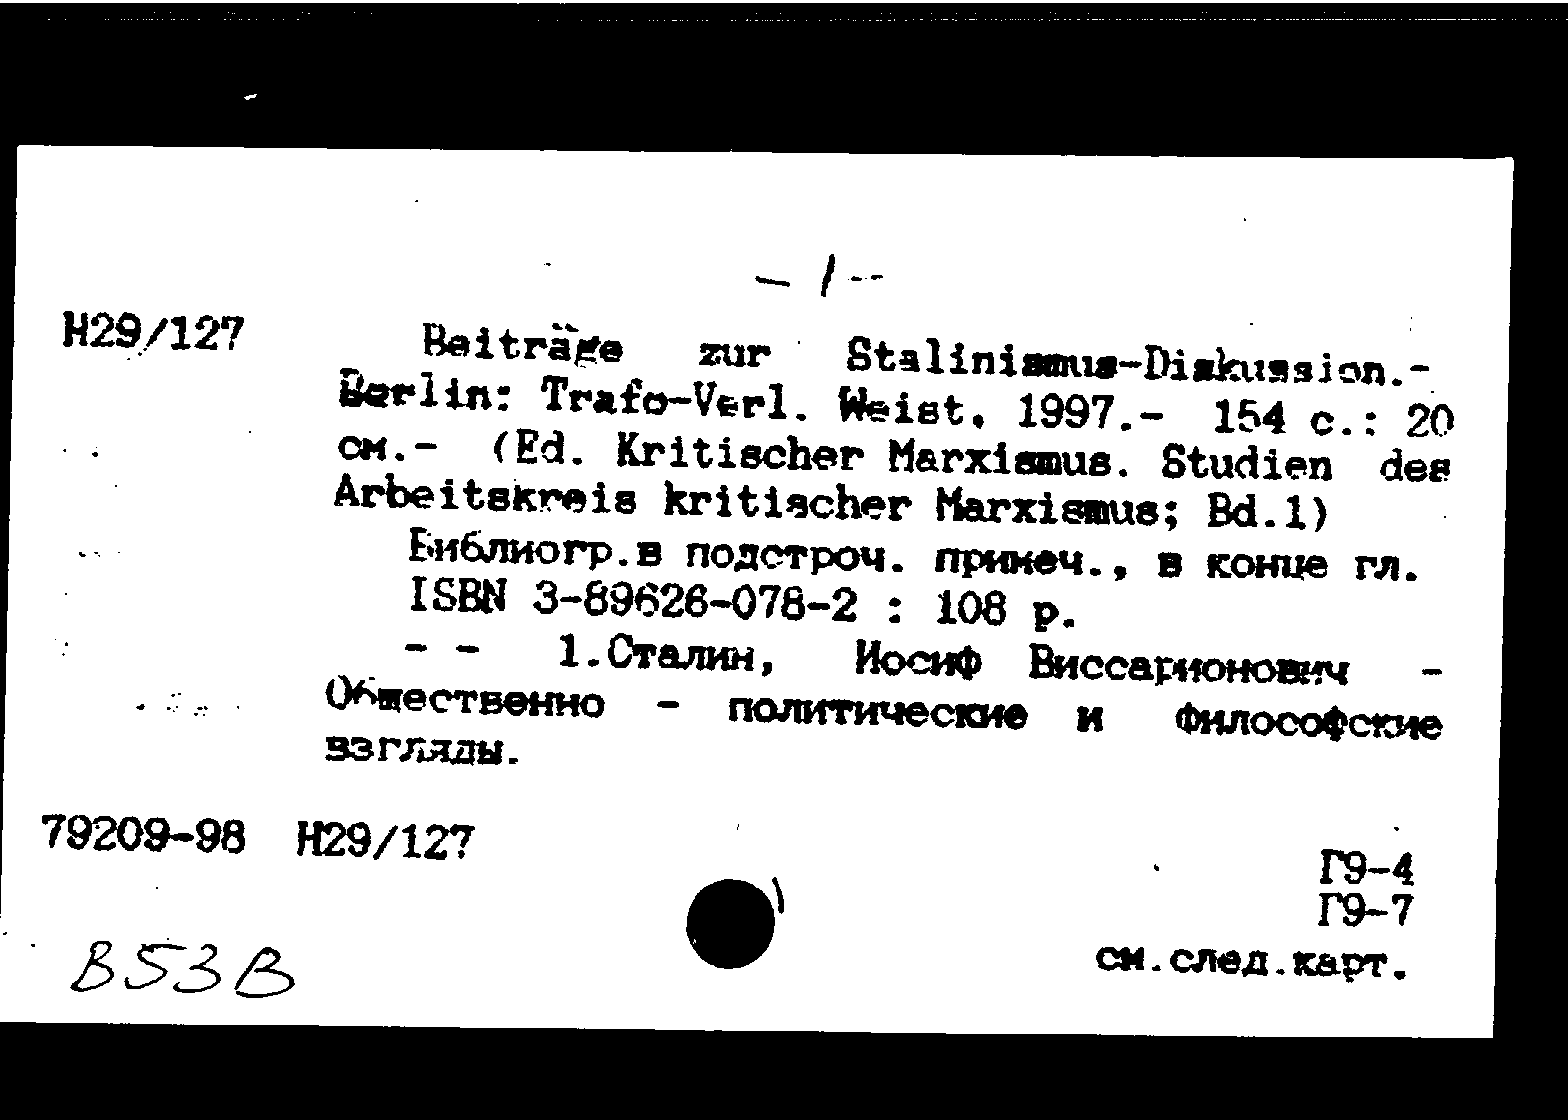 — 1 --
H29/127 Beiträge zur Stalinismus-Diskussion.-
Berlin: Trafo-Verl. Weist, 1997.- 154 с.: 20
см.- (Ed. Kritischer Marxismus. Studien des
Arbeitskreis kritischer Marxismus; Bd.1)
Библиогр.в подстроч. примеч., в конце гл.
ISBN 3-89626-078-2 : 108 р.
- - 1.Сталин, Иосиф Виссарионович -
Общественно - политические и философские
взгляды.
79209-98 H29/127
Г9-4
Г9-7
см.след.карт.
B53B